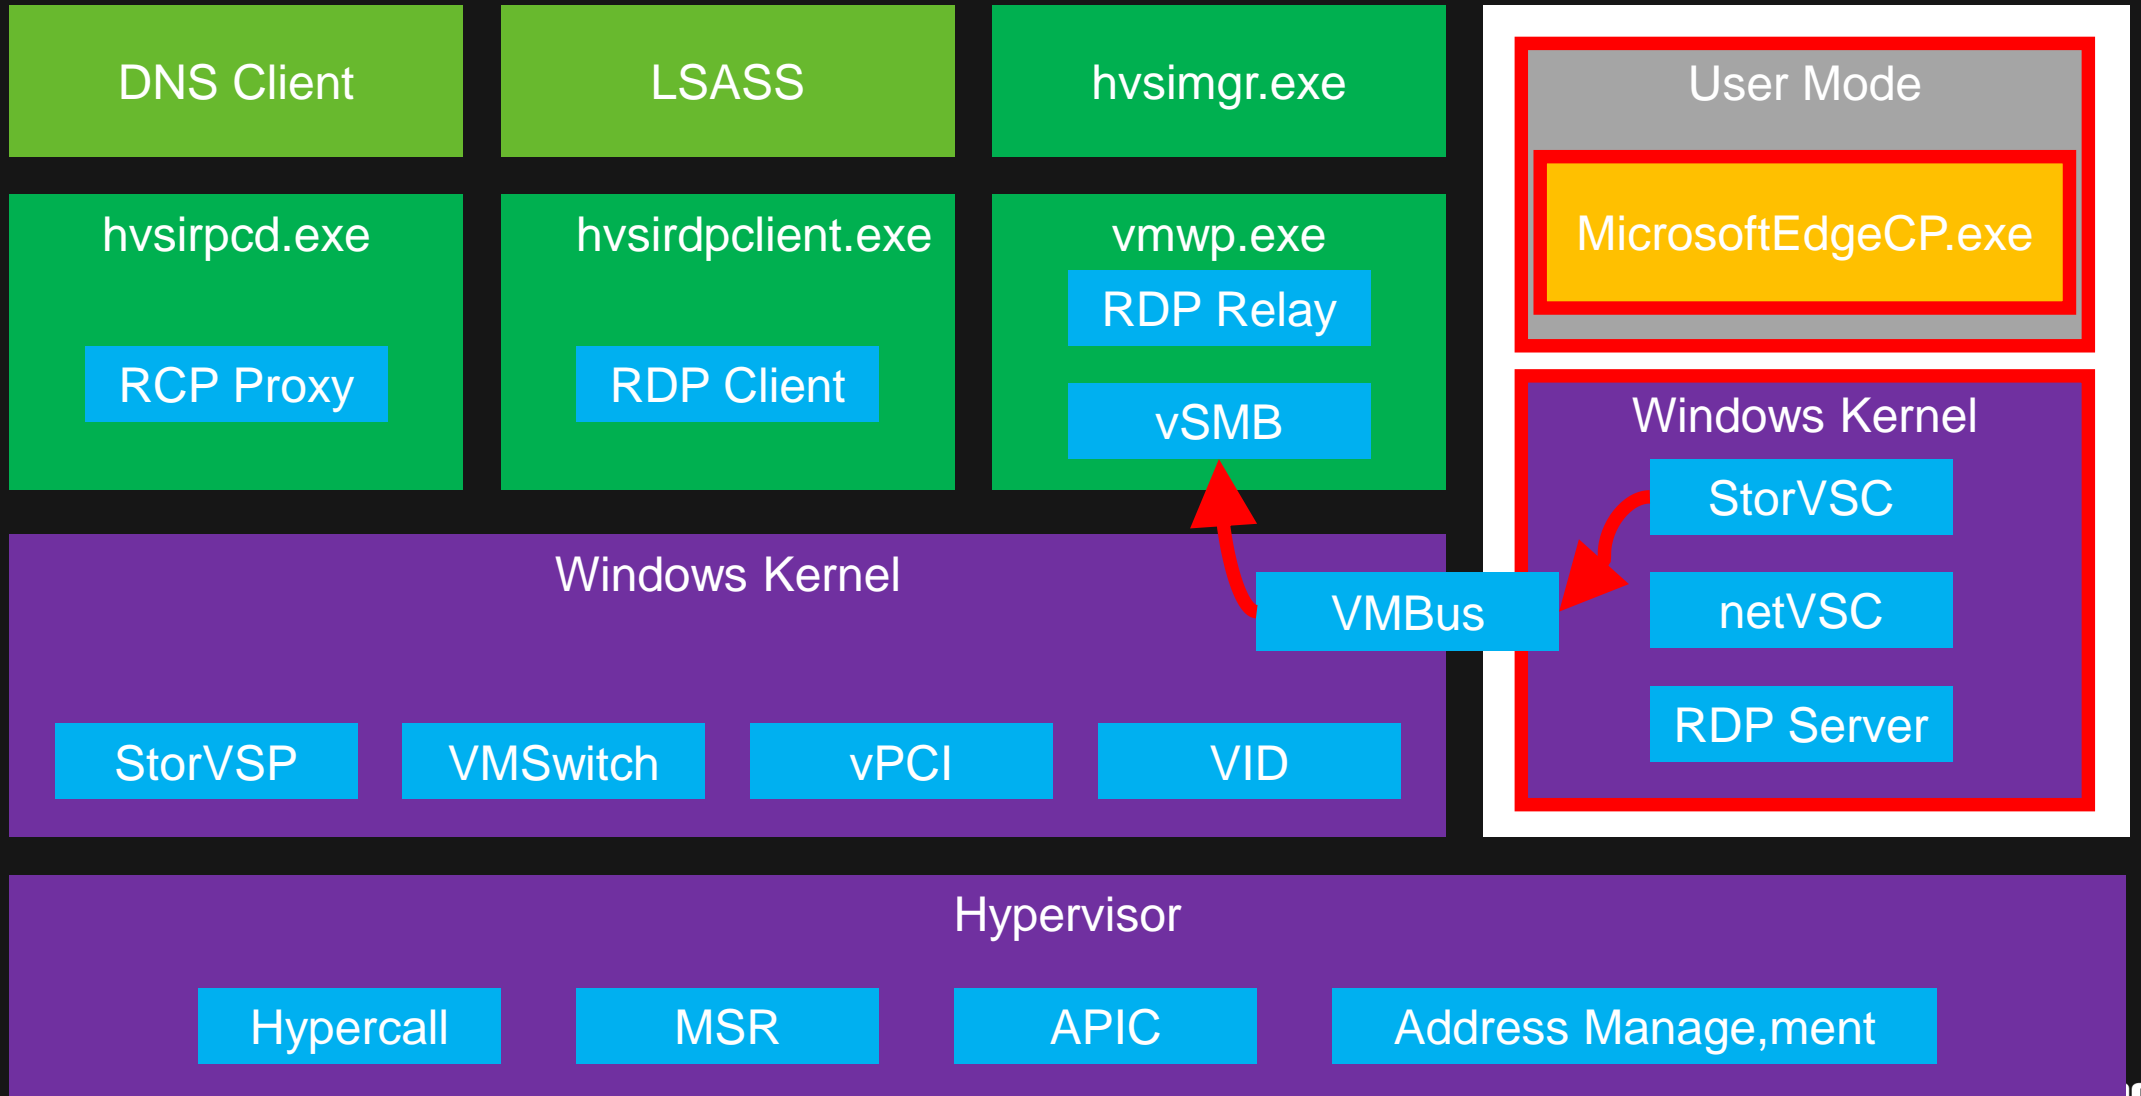 DNS Client
LSASS
hvsimgr.exe
hvsirpcd.exe
RCP Proxy
hvsirdpclient.exe
RDP Client
vmwp.exe
RDP Relay
vSMB
User Mode
MicrosoftEdgeCP.exe
Windows Kernel
StorVSC
netVSC
RDP Server
VMBus
Windows Kernel
StorVSP
VMSwitch
vPCI
VID
Hypervisor
Hypercall
MSR
APIC
Address Manage,ment